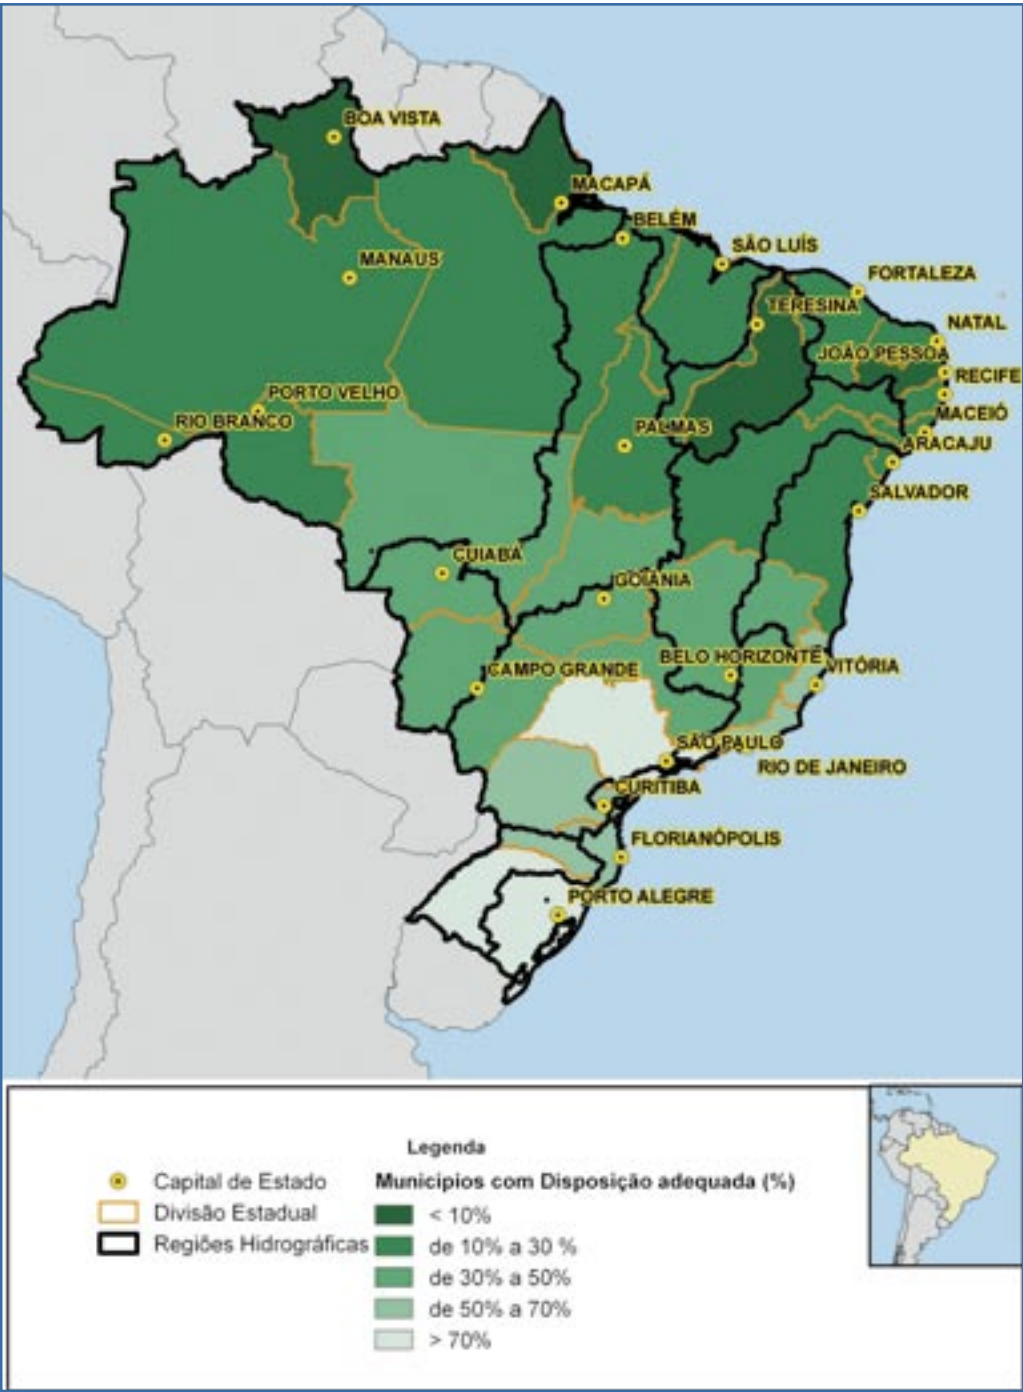 BOA VISTA
MACAPÁ
BELÉM
SÃO LUÍS
MANAUS
FORTALEZA
TERESINA
NATAL
JOÃO PESSOA
RECIFE
PORTO VELHO
MACEIÓ
RIO BRANCO
PALMAS
ARACAJU
SALVADOR
CUIABÁ
GOIÂNIA
BELO HORIZONTE
VITÓRIA
CAMPO GRANDE
SÃO PAULO
RIO DE JANEIRO
CURITIBA
FLORIANÓPOLIS
PORTO ALEGRE
Legenda
Capital de Estado
Divisão Estadual
Regiões Hidrográficas
Municipios com Disposição adequada (%)
< 10%
de 10% a 30 %
de 30% a 50%
de 50% a 70%
> 70%